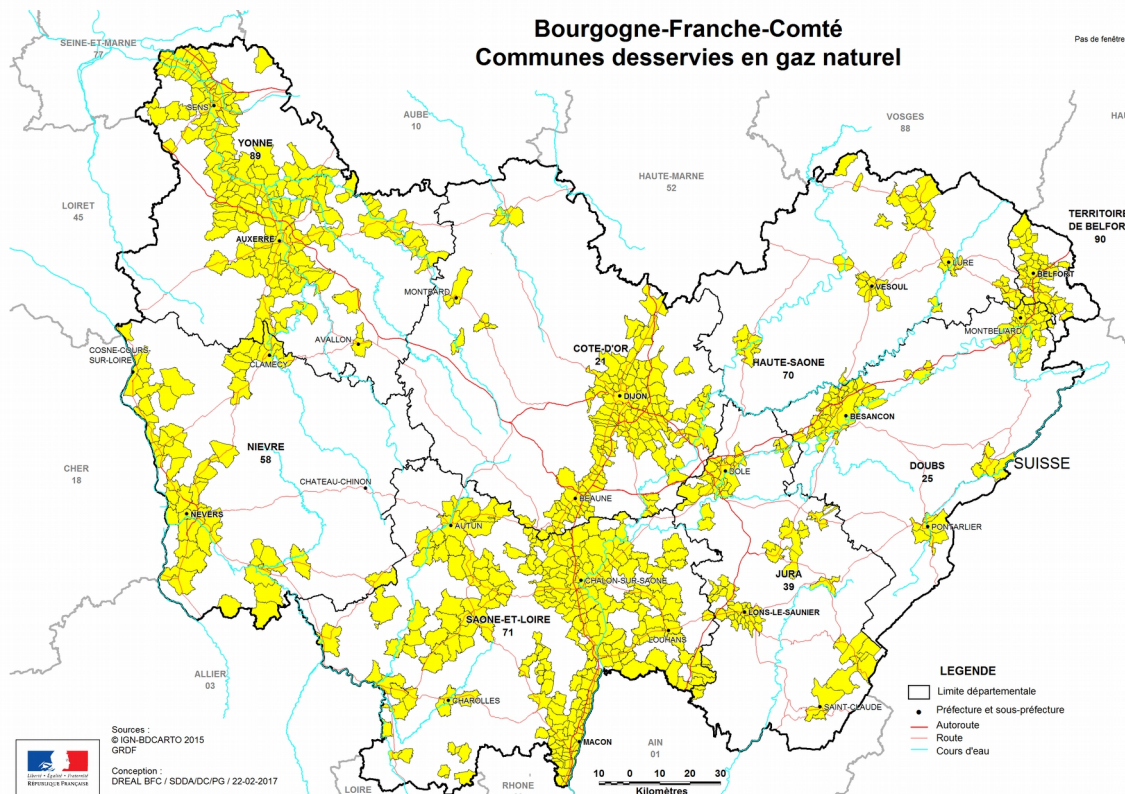 Bourgogne-Franche-Comté
Communes desservies en gaz naturel
Pas de fenêtre
SEINE-ET-MARNE
77
SENS
AUBE
10
VOSGES
88
HAU
YONNE
89
HAUTE-MARNE
52
LOIRET
45
TERRITOIRE
DE BELFOR
90
AUXERRE
LURE
BELFORT
VESOUL
MONTBARD
MONTBELIARD
AVALLON
COSNE-COURS-
SUR-LOIRE
CLAMECY
COTE-D'OR
21
HAUTE-SAONE
70
DIJON
BESANCON
NIEVRE
58
CHER
18
DOUBS
25
SUISSE
DOLE
CHATEAU-CHINON
BEAUNE
NEVERS
AUTUN
PONTARLIER
CHALON-SUR-SAONE
JURA
39
LONS-LE-SAUNIER
SAONE-ET-LOIRE
71
LOUHANS
ALLIER
03
CHAROLLES
SAINT-CLAUDE
MACON
AIN
01
LOIRE
RHONE
LEGENDE
Limite départementale
Préfecture et sous-préfecture
Autoroute
Route
Cours d'eau
10 0 10 20 30
Kilomètres
Sources :
© IGN-BDCARTO 2015
GRDF
Conception :
DREAL BFC / SDDA/DC/PG / 22-02-2017
Liberté • Égalité • Fraternité
RÉPUBLIQUE FRANÇAISE